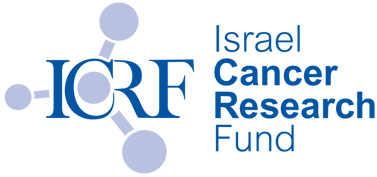 ICRF
Israel
Cancer
Research
Fund